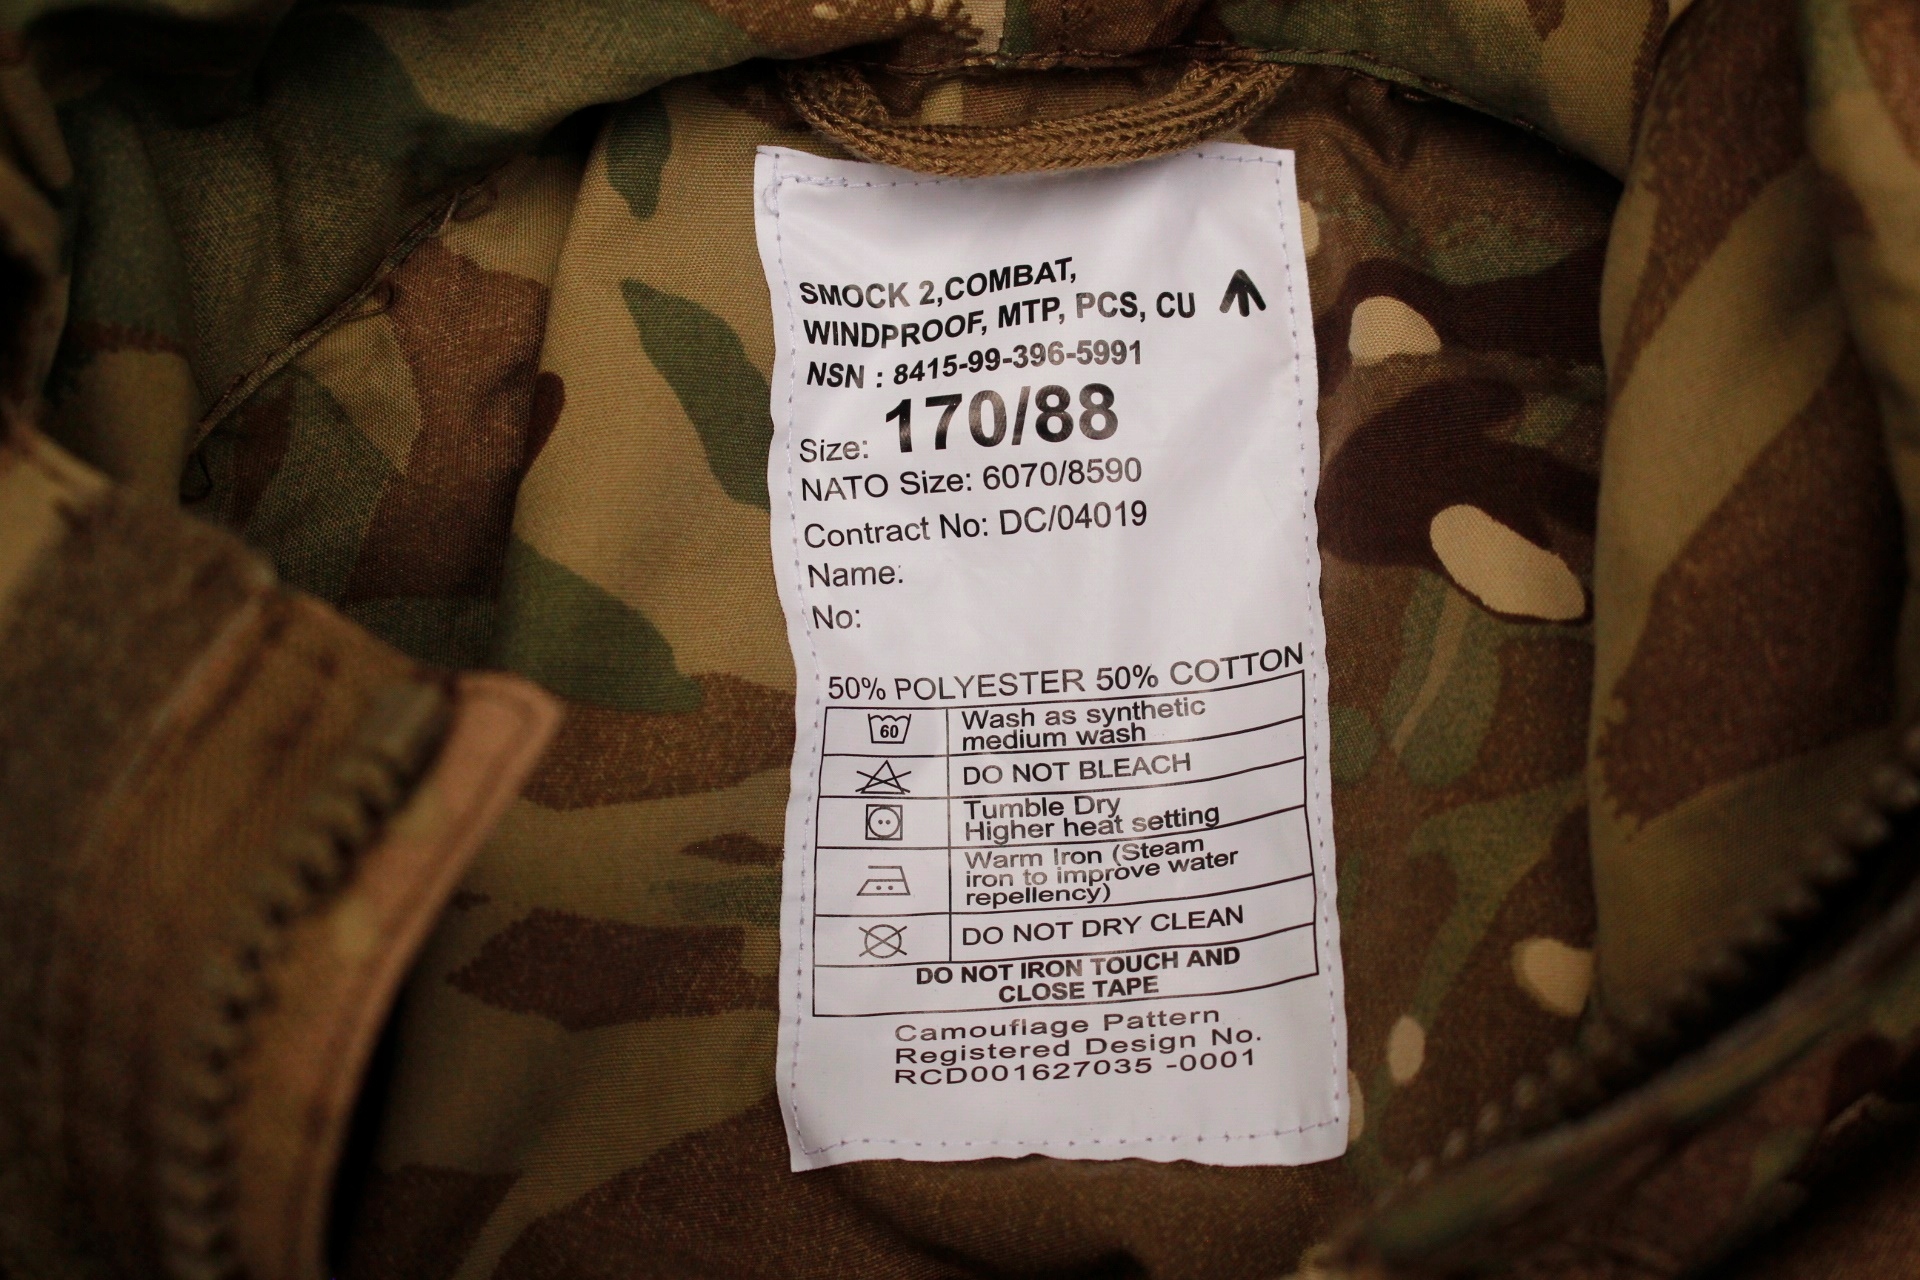 SMOCK 2,COMBAT,
WINDPROOF, MTP, PCS, CU
NSN : 8415-99-396-5991
Size: 170/88
NATO Size: 6070/8590
Contract No: DC/04019
Name:
No:
50% POLYESTER 50% COTTON
60 Wash as synthetic
medium wash
DO NOT BLEACH
Tumble Dry
Higher heat setting
Warm Iron (Steam
iron to improve water
repellency)
DO NOT DRY CLEAN
DO NOT IRON TOUCH AND
CLOSE TAPE
Camouflage Pattern
Registered Design No.
RCD001627035 -0001